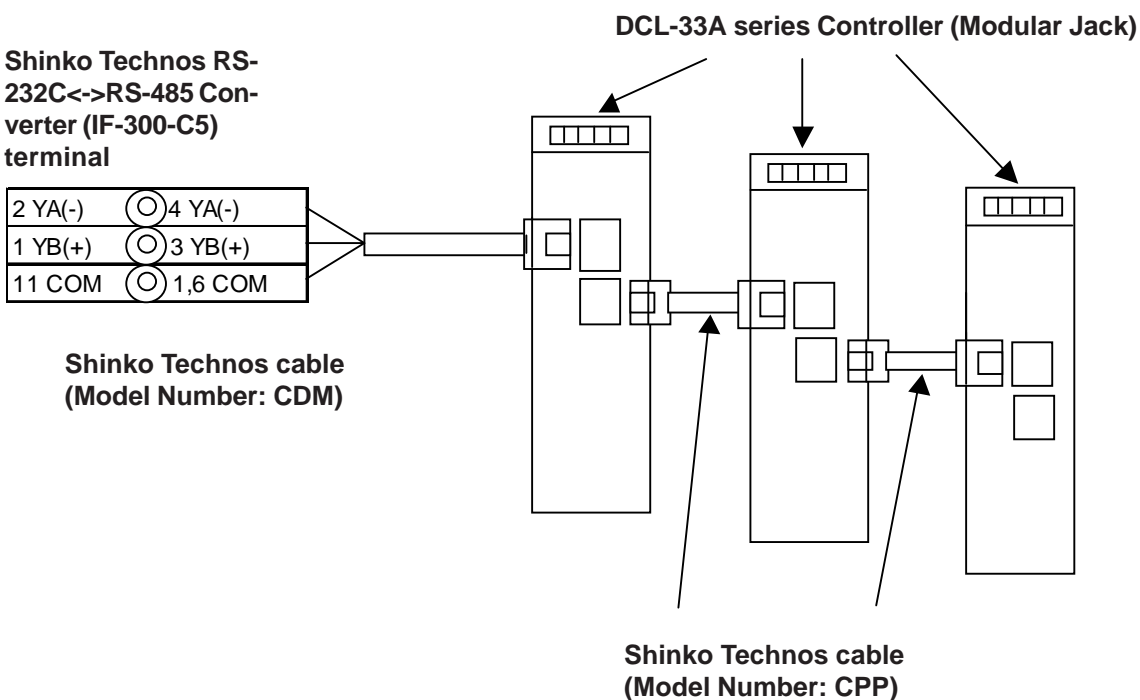 DCL-33A series Controller (Modular Jack)
Shinko Technos RS-
232C<->RS-485 Con-
verter (IF-300-C5)
terminal
2 YA(-) 4 YA(-)
1 YB(+) 3 YB(+)
11 COM 1,6 COM
Shinko Technos cable
(Model Number: CDM)
Shinko Technos cable
(Model Number: CPP)